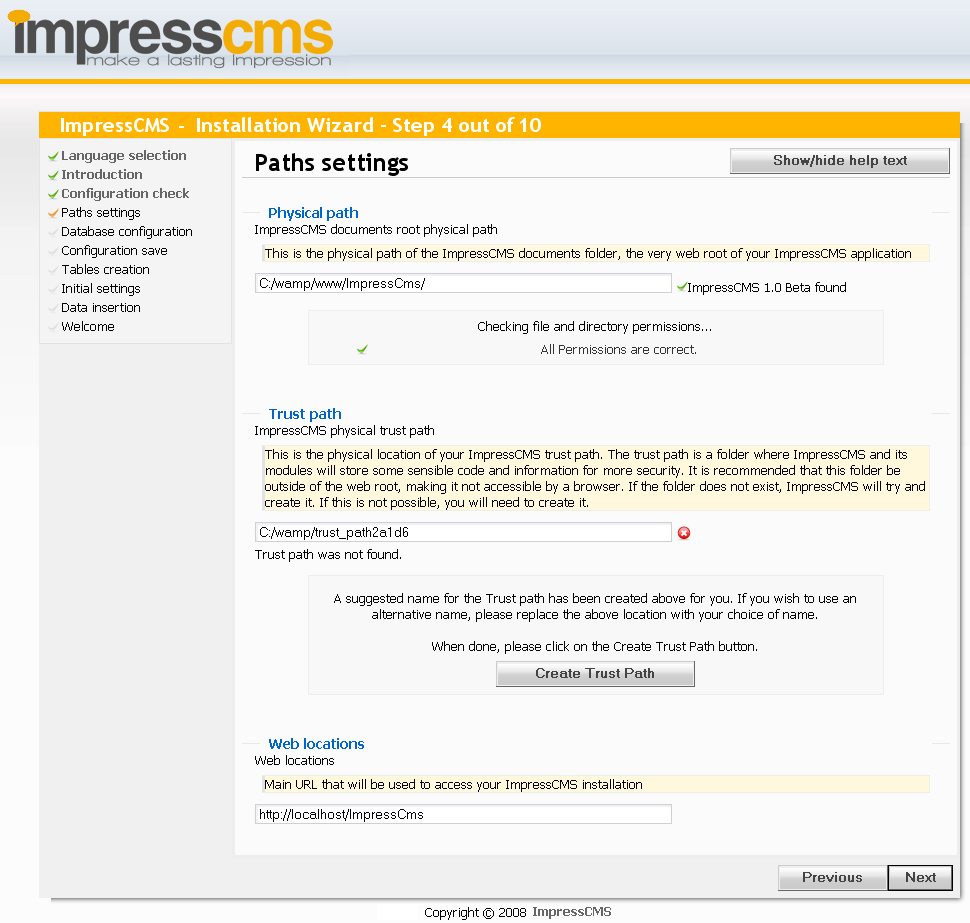 impresscms
make a lasting impression
ImpressCMS - Installation Wizard - Step 4 out of 10
Language selection
Introduction
Configuration check
Paths settings
Database configuration
Configuration save
Tables creation
Initial settings
Data insertion
Welcome
Paths settings
Show/hide help text
Physical path
ImpressCMS documents root physical path
This is the physical path of the ImpressCMS documents folder, the very web root of your ImpressCMS application
C:/wamp/www/ImpressCms/
ImpressCMS 1.0 Beta found
Checking file and directory permissions...
All Permissions are correct.
Trust path
ImpressCMS physical trust path
This is the physical location of your ImpressCMS trust path. The trust path is a folder where ImpressCMS and its
modules will store some sensible code and information for more security. It is recommended that this folder be
outside of the web root, making it not accessible by a browser. If the folder does not exist, ImpressCMS will try and
create it. If this is not possible, you will need to create it.
C:/wamp/trust_path2a1d6
Trust path was not found.
A suggested name for the Trust path has been created above for you. If you wish to use an
alternative name, please replace the above location with your choice of name.
When done, please click on the Create Trust Path button.
Create Trust Path
Web locations
Web locations
Main URL that will be used to access your ImpressCMS installation
http://localhost/ImpressCms
Previous
Next
Copyright © 2008 ImpressCMS